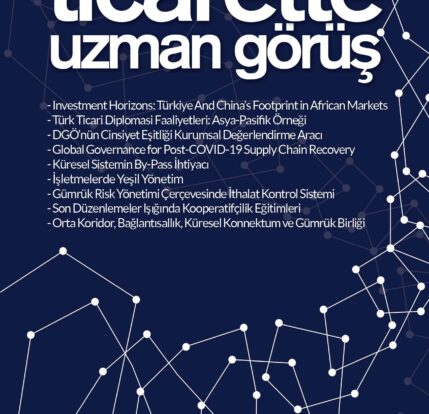 ticarette
uzman görüş
- Investment Horizons: Türkiye And China's Footprint in African Markets
- Türk Ticari Diplomasi Faaliyetleri: Asya-Pasifik Örneği
- DGÖ'nün Cinsiyet Eşitliği Kurumsal Değerlendirme Aracı
- Global Governance for Post-COVID-19 Supply Chain Recovery
- Küresel Sistemin By-Pass İhtiyacı
- İşletmelerde Yeşil Yönetim
- Gümrük Risk Yönetimi Çerçevesinde İthalat Kontrol Sistemi
- Son Düzenlemeler Işığında Kooperatifçilik Eğitimleri
- Orta Koridor, Bağlantısallık, Küresel Konnektum ve Gümrük Birliği